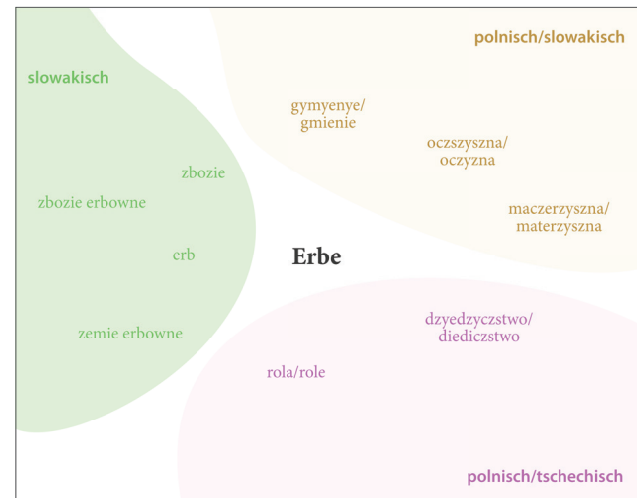 polnisch/slowakisch
slowakisch
gymyenye/
gmienie
oczszyszna/
oczyzna
zbozie
zbozie erbowne
maczerzyszna/
materzyszna
crb
Erbe
dzyedzyczstwo/
diedicztwo
zemie erbowne
rola/role
polnisch/tschechisch